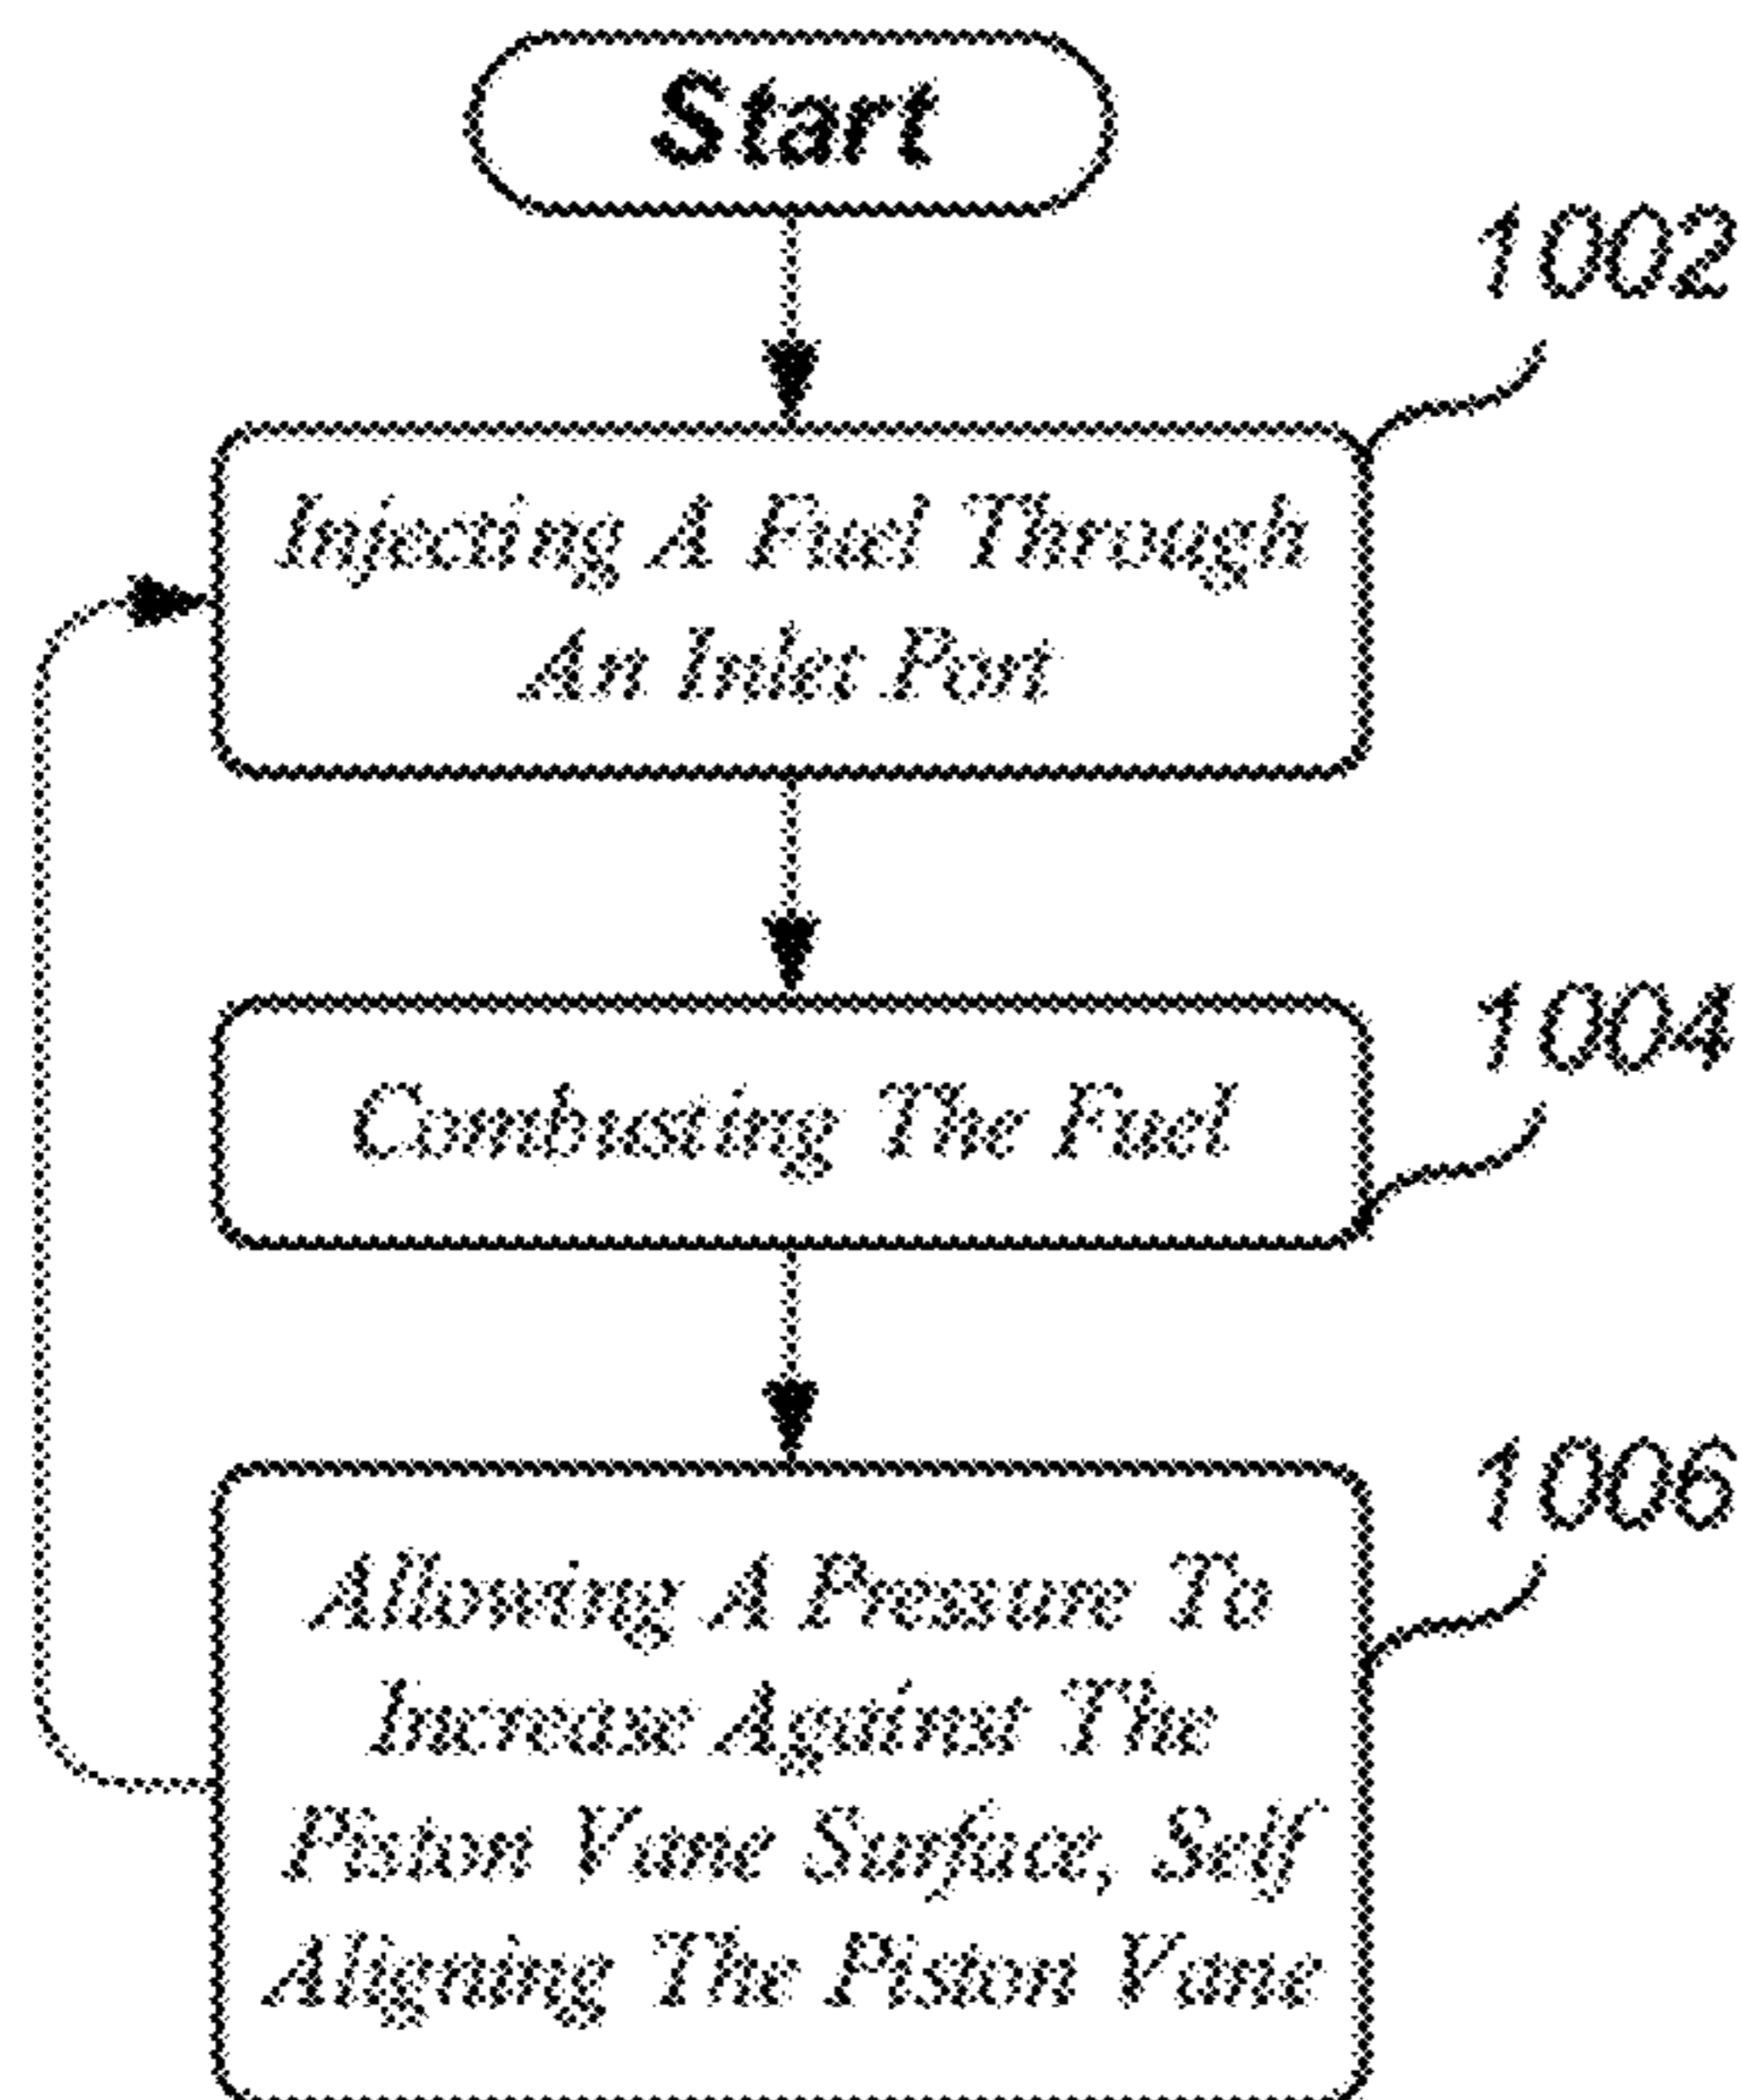 Start
1002
Injecting A Fuel Through
An Inlet Port
1004
Combusting The Fuel
1006
Allowing A Pressure To
Increase Against The
Piston Vane Surface, Self
Aligning The Piston Vane